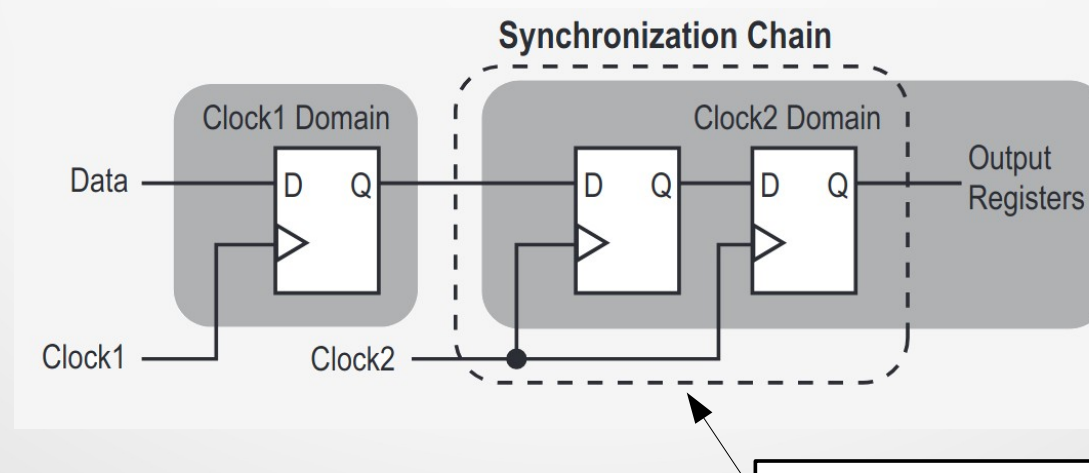 Synchronization Chain
Clock1 Domain
Clock2 Domain
Data
D Q
D Q
D Q
Output
Registers
Clock1
Clock2